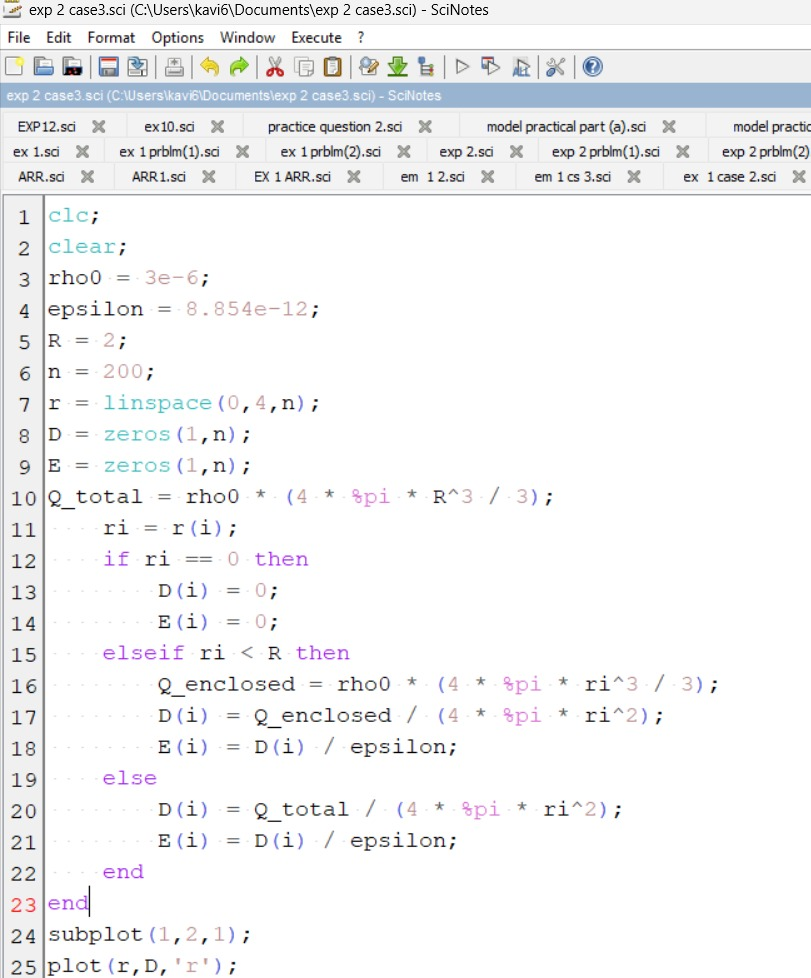 exp 2 case3.sci (C:\Users\kavi6\Documents\exp 2 case3.sci) - SciNotes
File Edit Format Options Window Execute ?
exp 2 case3.sci (C:\Users\kavi6\Documents\exp 2 case3.sci) - SciNotes
EXP12.sci ex10.sci practice question 2.sci model practical part (a).sci model practic
ex 1.sci ex 1 prblm(1).sci ex 1 prblm(2).sci exp 2.sci exp 2 prblm(1).sci exp 2 prblm(2)
ARR.sci ARR1.sci EX 1 ARR.sci em 1 2.sci em 1 cs 3.sci ex 1 case 2.sci
1 clc;
2 clear;
3 rho0 = 3e-6;
4 epsilon = 8.854e-12;
5 R = 2;
6 n = 200;
7 r = linspace(0,4,n);
8 D = zeros(1,n);
9 E = zeros(1,n);
10 Q_total = rho0 * (4 * %pi * R^3 / 3);
11     ri = r(i);
12     if ri == 0 then
13         D(i) = 0;
14         E(i) = 0;
15     elseif ri < R then
16         Q_enclosed = rho0 * (4 * %pi * ri^3 / 3);
17         D(i) = Q_enclosed / (4 * %pi * ri^2);
18         E(i) = D(i) / epsilon;
19     else
20         D(i) = Q_total / (4 * %pi * ri^2);
21         E(i) = D(i) / epsilon;
22     end
23 end
24 subplot(1,2,1);
25 plot(r,D,'r');